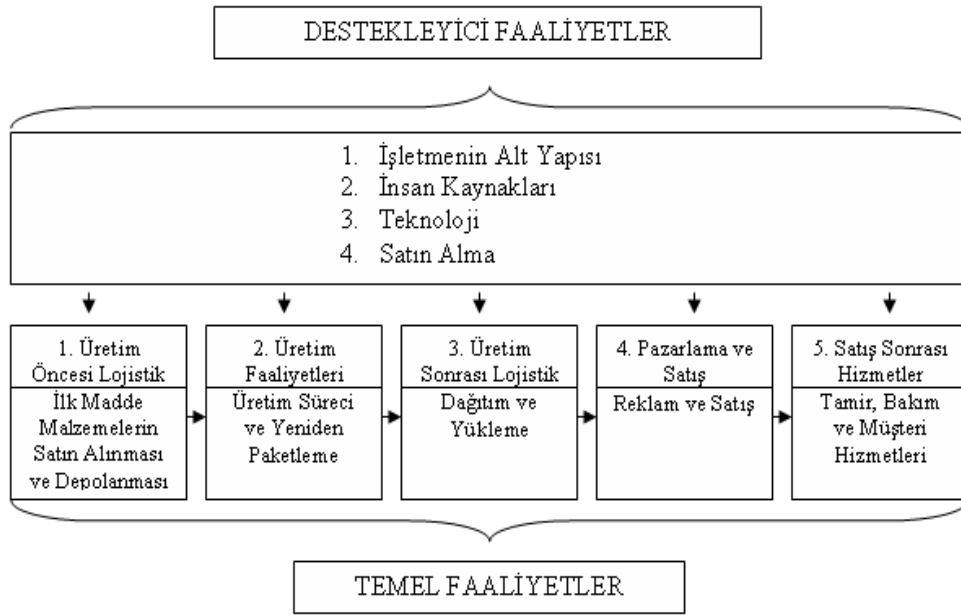 DESTEKLEYİCİ FAALİYETLER
1. İşletmenin Alt Yapısı
2. İnsan Kaynakları
3. Teknoloji
4. Satın Alma
1. Üretim
Öncesi Lojistik
İlk Madde
Malzemelerin
Satın Alınması
ve Depolanması
2. Üretim
Faaliyetleri
Üretim Süreci
ve Yeniden
Paketleme
3. Üretim
Sonrası Lojistik
Dağıtım ve
Yükleme
4. Pazarlama ve
Satış
Reklam ve Satış
5. Satış Sonrası
Hizmetler
Tamir, Bakım
ve Müşteri
Hizmetleri
TEMEL FAALİYETLER